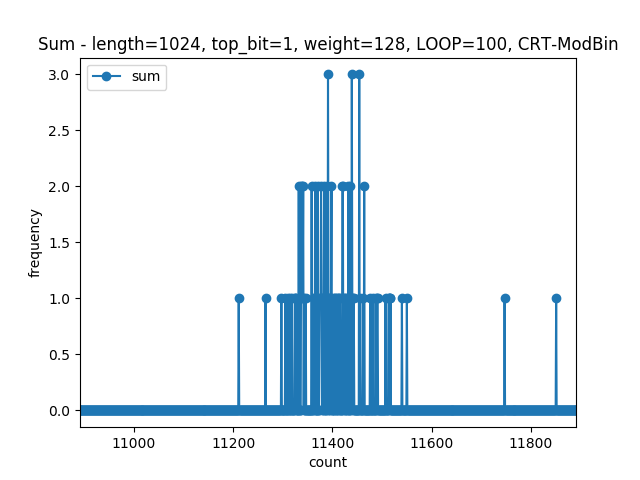 Sum - length=1024, top_bit=1, weight=128, LOOP=100, CRT-ModBin
sum
3.0
2.5
2.0
1.5
1.0
0.5
0.0
frequency
11000 11200 11400 11600 11800
count